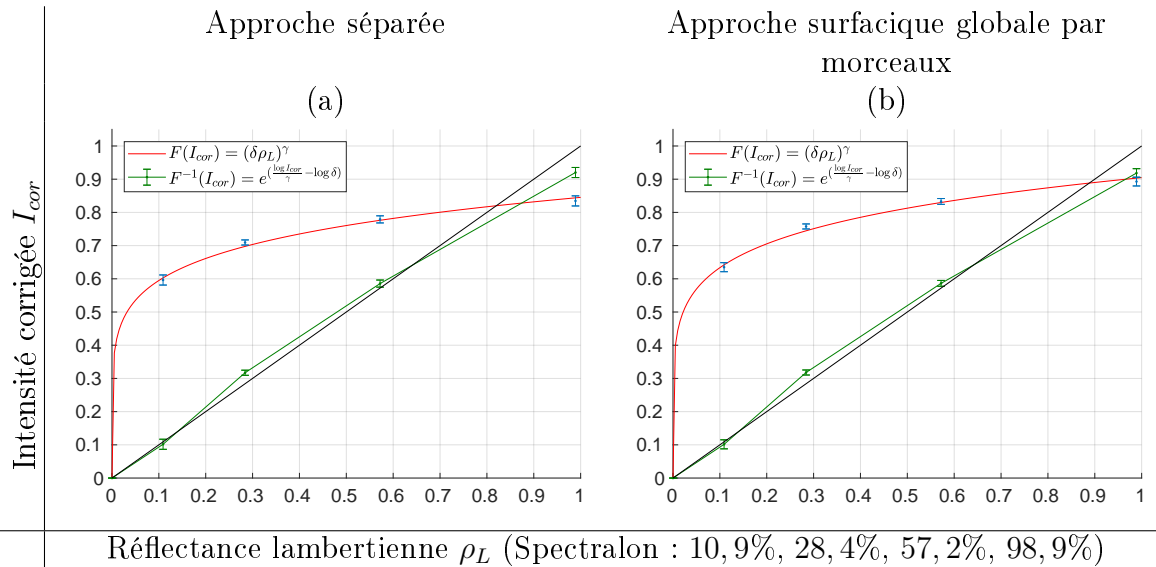 Approche séparée
Approche surfacique globale par
morceaux
(a)
(b)
Intensité corrigée I_cor
1
0.9
0.8
0.7
0.6
0.5
0.4
0.3
0.2
0.1
0
F(I_cor) = (δρ_L)^γ
F^{-1}(I_cor) = e^{(\frac{\log I_cor}{γ} − log δ)}
0 0.1 0.2 0.3 0.4 0.5 0.6 0.7 0.8 0.9 1
1
0.9
0.8
0.7
0.6
0.5
0.4
0.3
0.2
0.1
0
F(I_cor) = (δρ_L)^γ
F^{-1}(I_cor) = e^{(\frac{\log I_cor}{γ} − log δ)}
0 0.1 0.2 0.3 0.4 0.5 0.6 0.7 0.8 0.9 1
Réflectance lambertienne ρ_L (Spectralon : 10, 9%, 28, 4%, 57, 2%, 98, 9%)